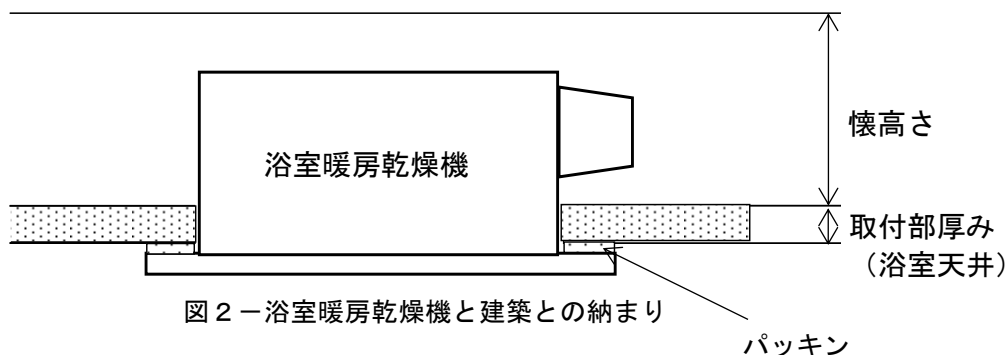 懐高さ
浴室暖房乾燥機
取付部厚み
（浴室天井）
図２－浴室暖房乾燥機と建築との納まり
パッキン